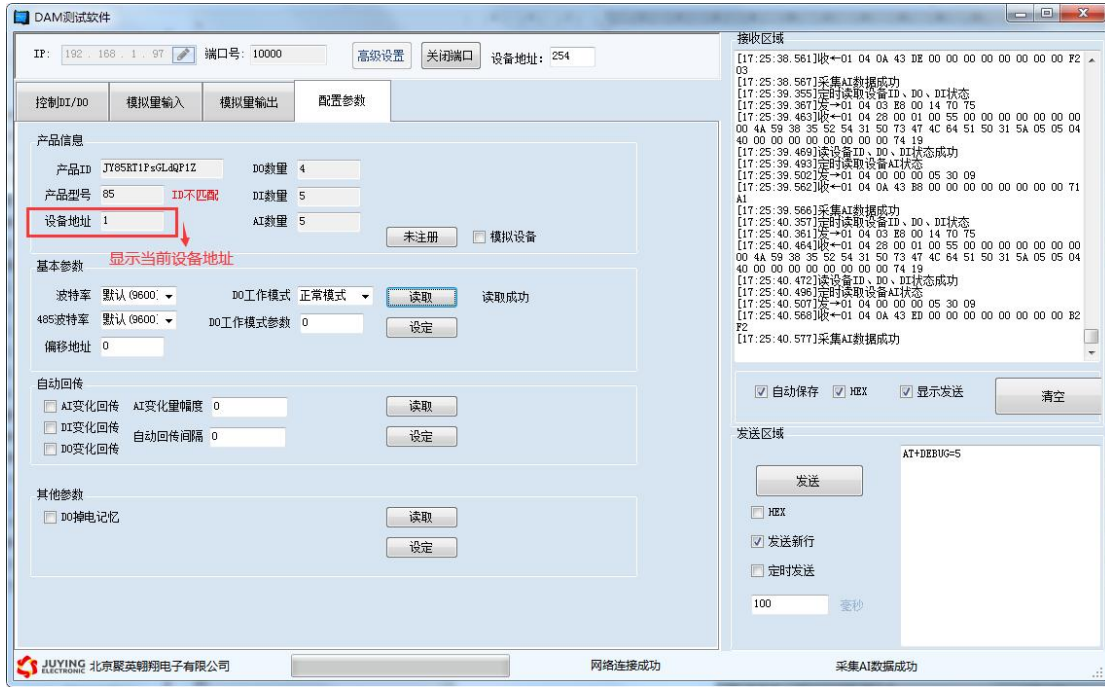 DAM测试软件
IP: 192 . 168 . 1 . 97 端口号: 10000 高级设置 关闭端口 设备地址: 254
控制DI/DO 模拟量输入 模拟量输出 配置参数
产品信息
产品ID JY85RT1PsGLdQP1Z DO数量 4
产品型号 85 ID不匹配 DI数量 5
设备地址 1 AI数量 5
未注册 模拟设备
显示当前设备地址
基本参数
波特率 默认(9600) DO工作模式 正常模式 读取 读取成功
485波特率 默认(9600) DO工作模式参数 0 设定
偏移地址 0
自动回传
AI变化回传 AI变化量幅度 0 读取
DI变化回传 自动回传间隔 0 设定
DO变化回传
其他参数
DO掉电记忆 读取
设定
接收区域
[17:25:38.561]收←01 04 0A 43 DE 00 00 00 00 00 00 00 00 F2
03
[17:25:38.567]采集AI数据成功
[17:25:39.355]定时读取设备ID、DO、DI状态
[17:25:39.367]发→01 04 03 E8 00 14 70 75
[17:25:39.463]收←01 04 28 00 01 00 55 00 00 00 00 00 00
00 4A 59 38 35 52 54 31 50 73 47 4C 64 51 50 31 5A 05 05 04
40 00 00 00 00 00 00 00 00 74 19
[17:25:39.469]读设备ID、DO、DI状态成功
[17:25:39.493]定时读取设备AI状态
[17:25:39.502]发→01 04 00 00 00 05 30 09
[17:25:39.562]收←01 04 0A 43 B8 00 00 00 00 00 00 00 00 71
A1
[17:25:39.566]采集AI数据成功
[17:25:40.357]定时读取设备ID、DO、DI状态
[17:25:40.361]发→01 04 03 E8 00 14 70 75
[17:25:40.464]收←01 04 28 00 01 00 55 00 00 00 00 00 00
00 4A 59 38 35 52 54 31 50 73 47 4C 64 51 50 31 5A 05 05 04
40 00 00 00 00 00 00 00 00 74 19
[17:25:40.472]读设备ID、DO、DI状态成功
[17:25:40.496]定时读取设备AI状态
[17:25:40.507]发→01 04 00 00 00 05 30 09
[17:25:40.568]收←01 04 0A 43 ED 00 00 00 00 00 00 00 00 B2
F2
[17:25:40.577]采集AI数据成功
自动保存 HEX 显示发送 清空
发送区域
AT+DEBUG=5
发送
HEX
发送新行
定时发送
100 毫秒
JUYING ELECTRONIC 北京聚英翱翔电子有限公司 网络连接成功 采集AI数据成功